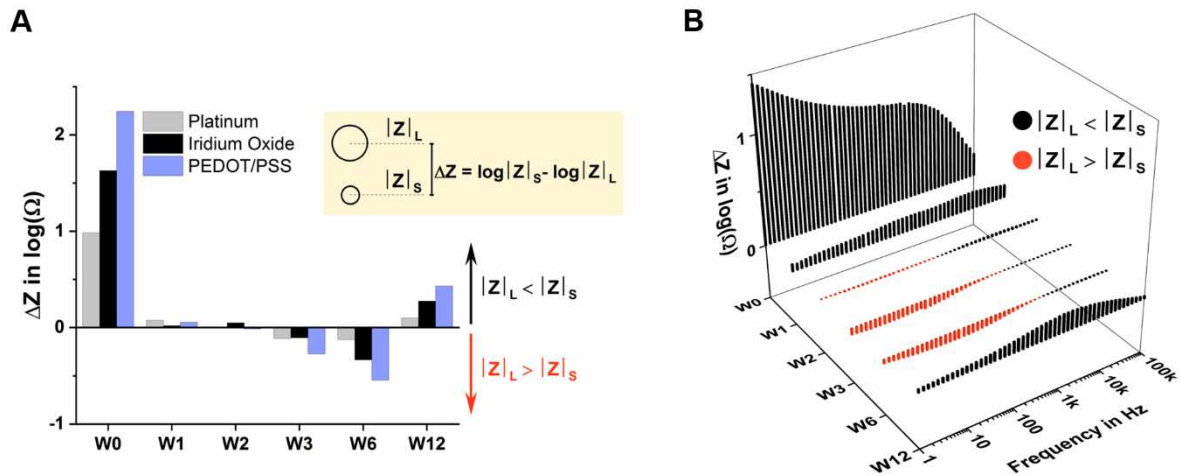 A
ΔZ in log(Ω)
2
1
0
-1
Platinum
Iridium Oxide
PEDOT/PSS
|Z|L
|Z|S
ΔZ = log|Z|S- log|Z|L
|Z|L < |Z|S
|Z|L > |Z|S
W0 W1 W2 W3 W6 W12
B
ΔZ in log(Ω)
1
0
|Z|L < |Z|S
|Z|L > |Z|S
W0
W1
W2
W3
W6
W12
1 10 100 1k 10k 100k
Frequency in Hz